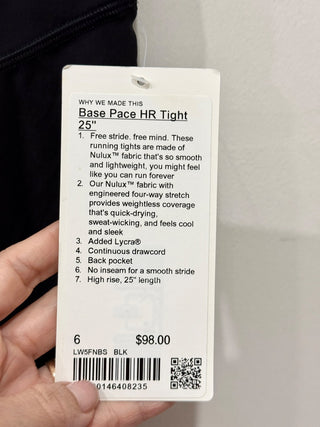 WHY WE MADE THIS
Base Pace HR Tight
25"
1. Free stride. free mind. These
running tights are made of
Nulux™ fabric that's so smooth
and lightweight, you might feel
like you can run forever
2. Our Nulux™ fabric with
engineered four-way stretch
provides weightless coverage
that's quick-drying,
sweat-wicking, and feels cool
and sleek
3. Added Lycra®
4. Continuous drawcord
5. Back pocket
6. No inseam for a smooth stride
7. High rise, 25" length
6 $98.00
LW5FNBS BLK
0146408235